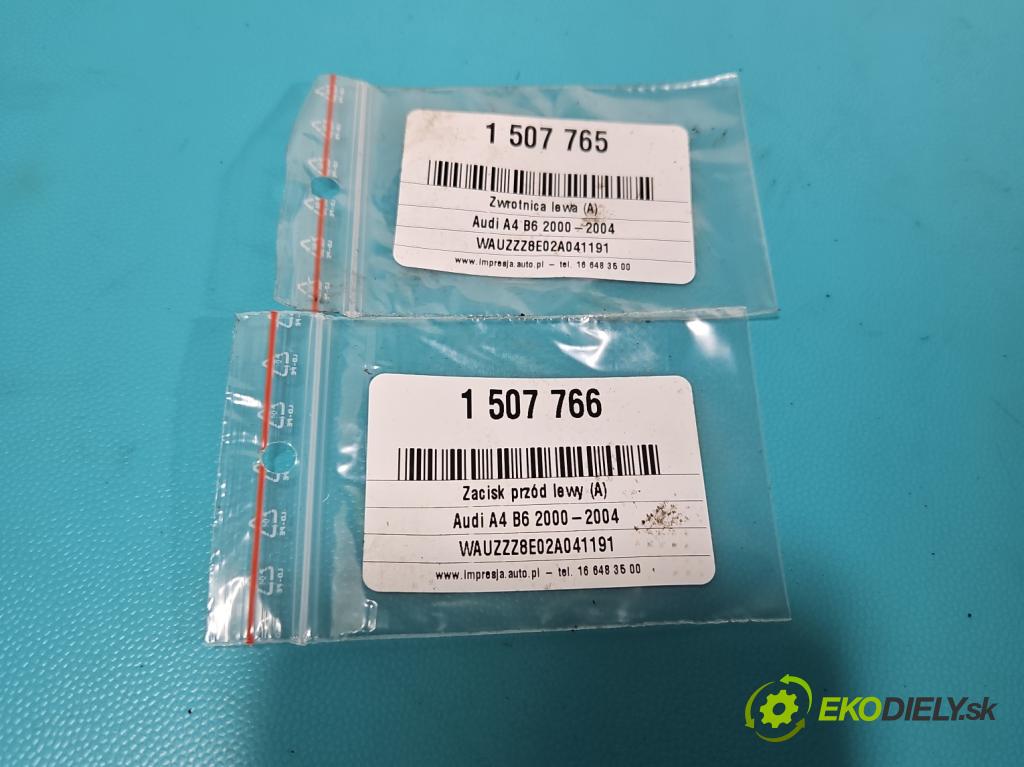 1 507 765
Zwrotnica lewa (A)
Audi A4 B6 2000 – 2004
WAUZZZ8E02A041191
www.impresja.auto.pl – tel. 16 648 35 00
1 507 766
Zacisk przód lewy (A)
Audi A4 B6 2000 – 2004
WAUZZZ8E02A041191
www.impresja.auto.pl – tel. 16 648 35 00
EKODIELY.sk